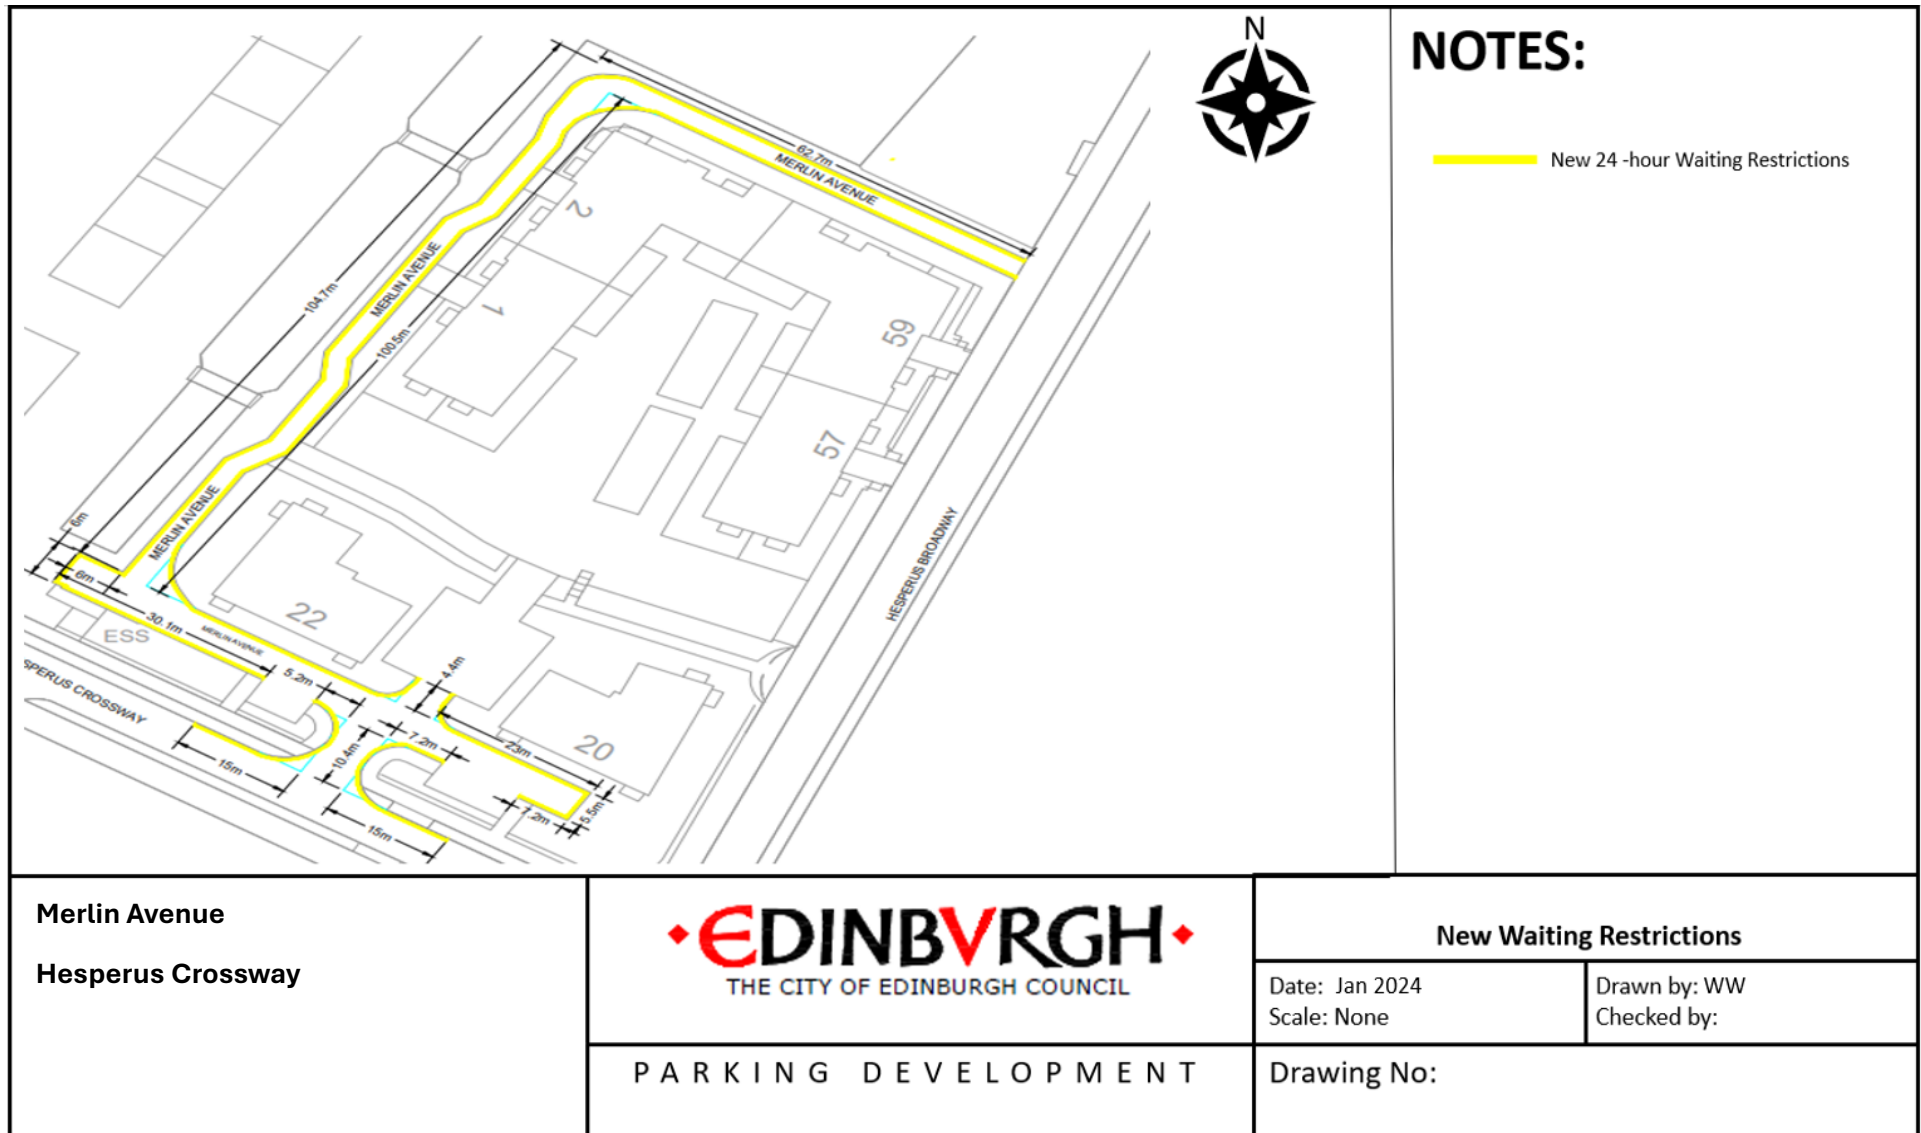 N
NOTES:
New 24 -hour Waiting Restrictions
62.7m
MERLIN AVENUE
2
104.7m
MERLIN AVENUE
1
100.5m
59
57
MERLIN AVENUE
6m
6m
22
HESPERUS BROADWAY
30.1m
MERLIN AVENUE
ESS
5.2m
4.4m
SPERUS CROSSWAY
7.2m
23m
20
10.4m
15m
7.2m
5.5m
15m
Merlin Avenue
Hesperus Crossway
EDINBVRGH
THE CITY OF EDINBURGH COUNCIL
PARKING DEVELOPMENT
New Waiting Restrictions
Date: Jan 2024
Scale: None
Drawn by: WW
Checked by:
Drawing No: